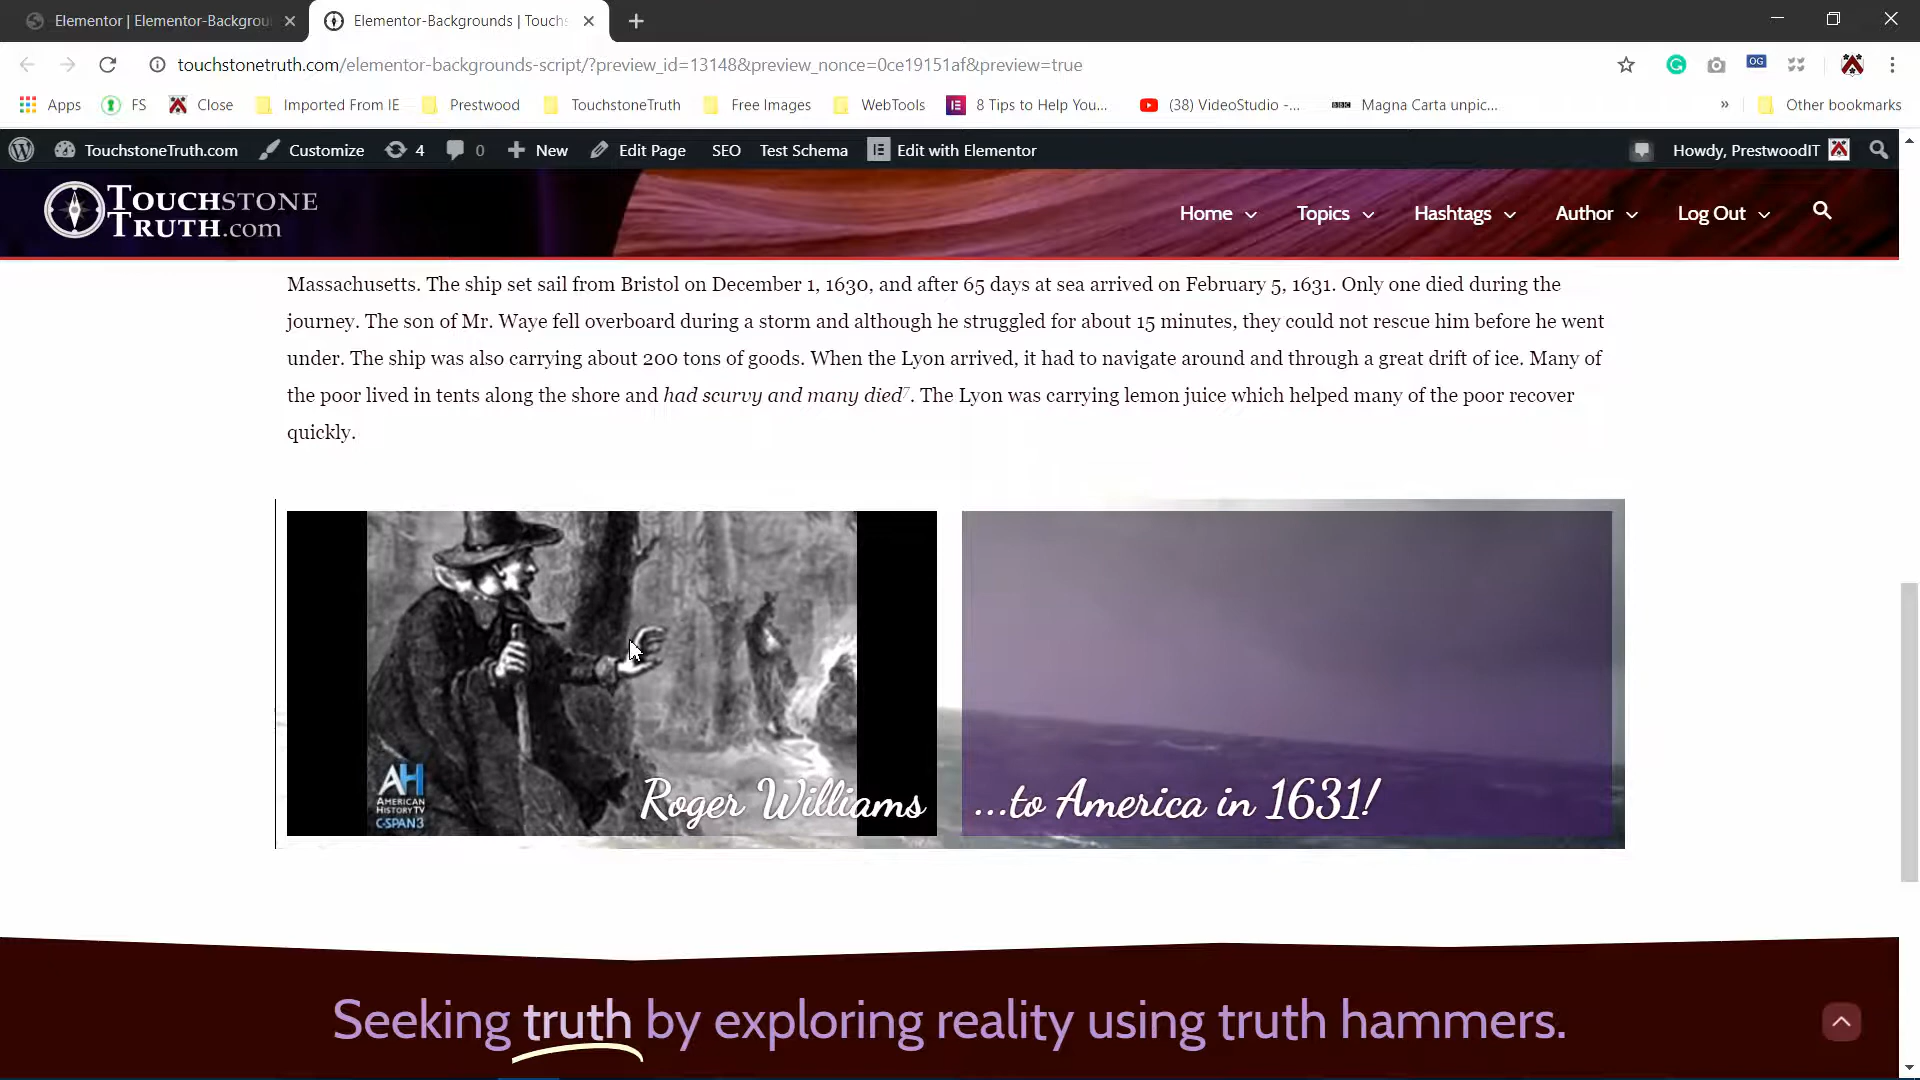 Elementor | Elementor-Backgrou
Elementor-Backgrounds | Touchs
touchstonetruth.com/elementor-backgrounds-script/?preview_id=13148&preview_nonce=0ce19151af&preview=true
OG
Apps
FS
Close
Imported From IE
Prestwood
TouchstoneTruth
Free Images
WebTools
8 Tips to Help You...
(38) VideoStudio -...
BBC
Magna Carta unpic...
»
Other bookmarks
TouchstoneTruth.com
Customize
4
0
New
Edit Page
SEO
Test Schema
Edit with Elementor
Howdy, PrestwoodIT
TOUCHSTONE
TRUTH.com
Home
Topics
Hashtags
Author
Log Out
Massachusetts. The ship set sail from Bristol on December 1, 1630, and after 65 days at sea arrived on February 5, 1631. Only one died during the
journey. The son of Mr. Waye fell overboard during a storm and although he struggled for about 15 minutes, they could not rescue him before he went
under. The ship was also carrying about 200 tons of goods. When the Lyon arrived, it had to navigate around and through a great drift of ice. Many of
the poor lived in tents along the shore and had scurvy and many died7. The Lyon was carrying lemon juice which helped many of the poor recover
quickly.
AH
AMERICAN
HISTORY TV
C-SPAN3
Roger Williams
...to America in 1631!
Seeking truth by exploring reality using truth hammers.